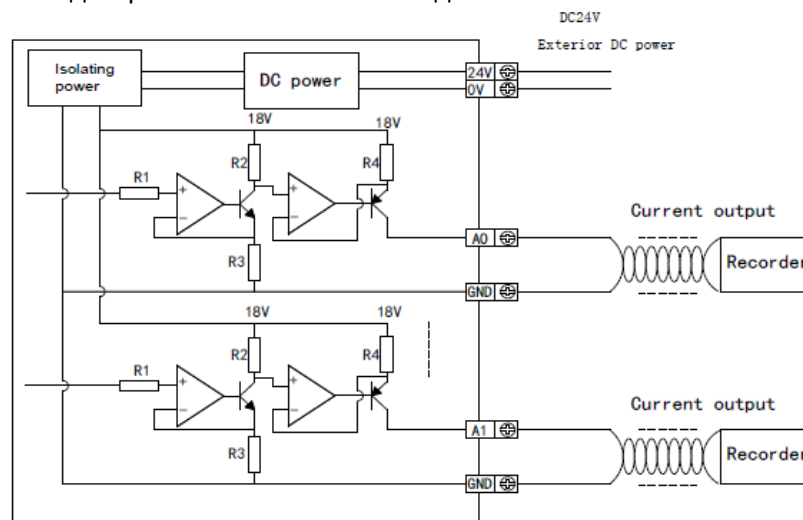 DC24V
Exterior DC power
Isolating
power
DC power
24V
0V
18V
18V
R2
R4
R1
+
−
+
−
R3
Current output
A0
Recorder
GND
18V
18V
R2
R4
R1
+
−
+
−
R3
Current output
A1
Recorder
GND